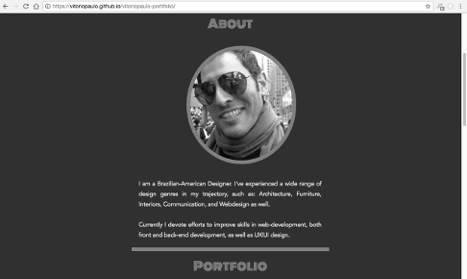 https://vitoriopaulo.github.io/vitoriopaulo-portfolio/
About
I am a Brazilian-American Designer. I've experienced a wide range of
design genres in my trajectory, such as: Architecture, Furniture,
Interiors, Communication, and Webdesign as well.
Currently I devote efforts to improve skills in web-development, both
front and back-end development, as well as UX/UI design.
Portfolio